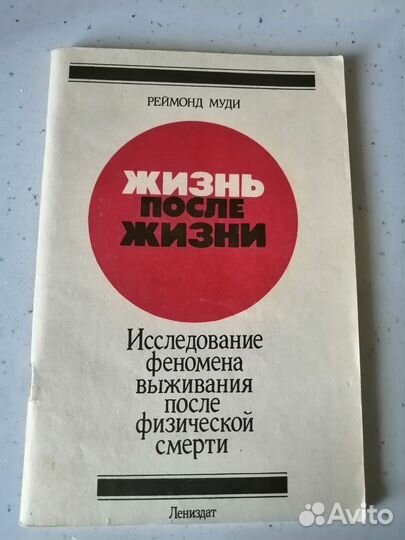 РЕЙМОНД МУДИ
ЖИЗНЬ
ПОСЛЕ
ЖИЗНИ
Исследование
феномена
выживания
после
физической
смерти
Лениздат
Avito